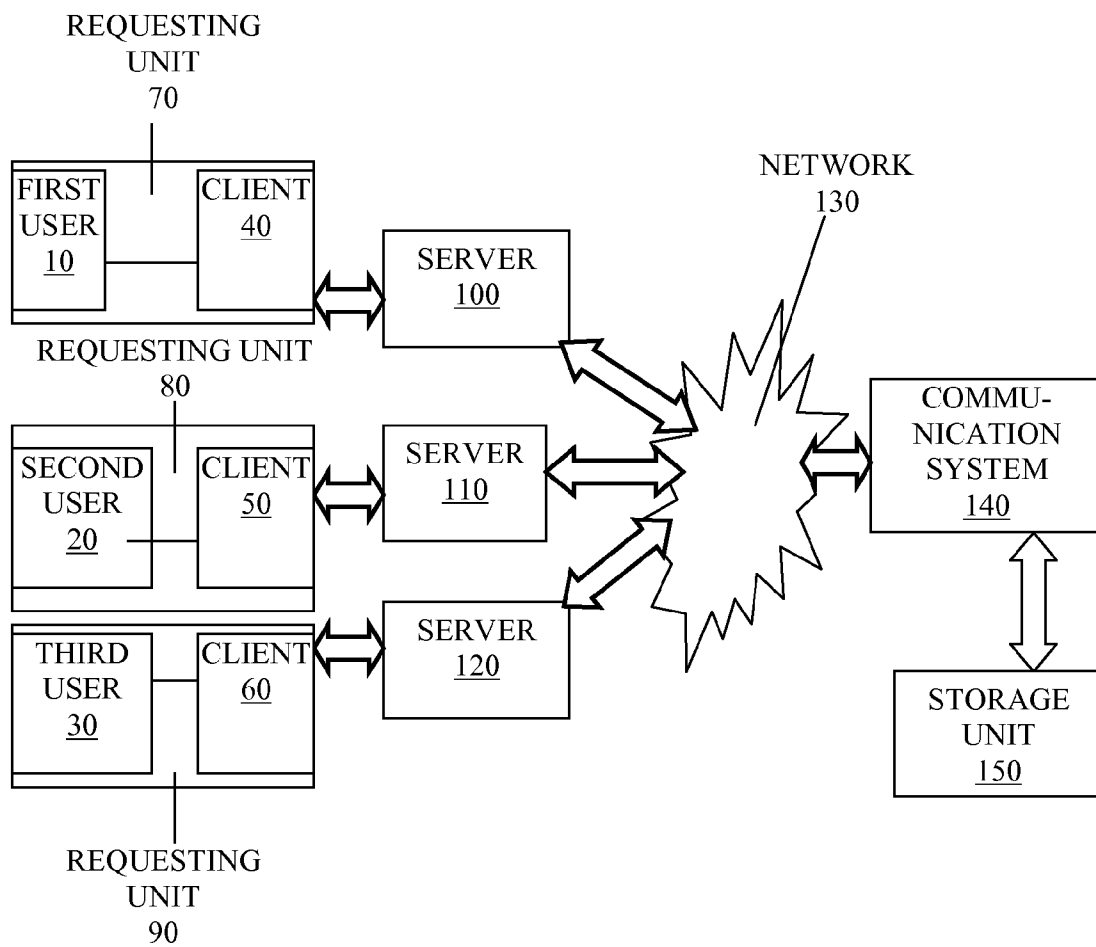 REQUESTING
UNIT
70
FIRST
USER
10
CLIENT
40
SERVER
100
NETWORK
130
REQUESTING UNIT
80
SECOND
USER
20
CLIENT
50
SERVER
110
COMMU-
NICATION
SYSTEM
140
THIRD
USER
30
CLIENT
60
SERVER
120
STORAGE
UNIT
150
REQUESTING
UNIT
90